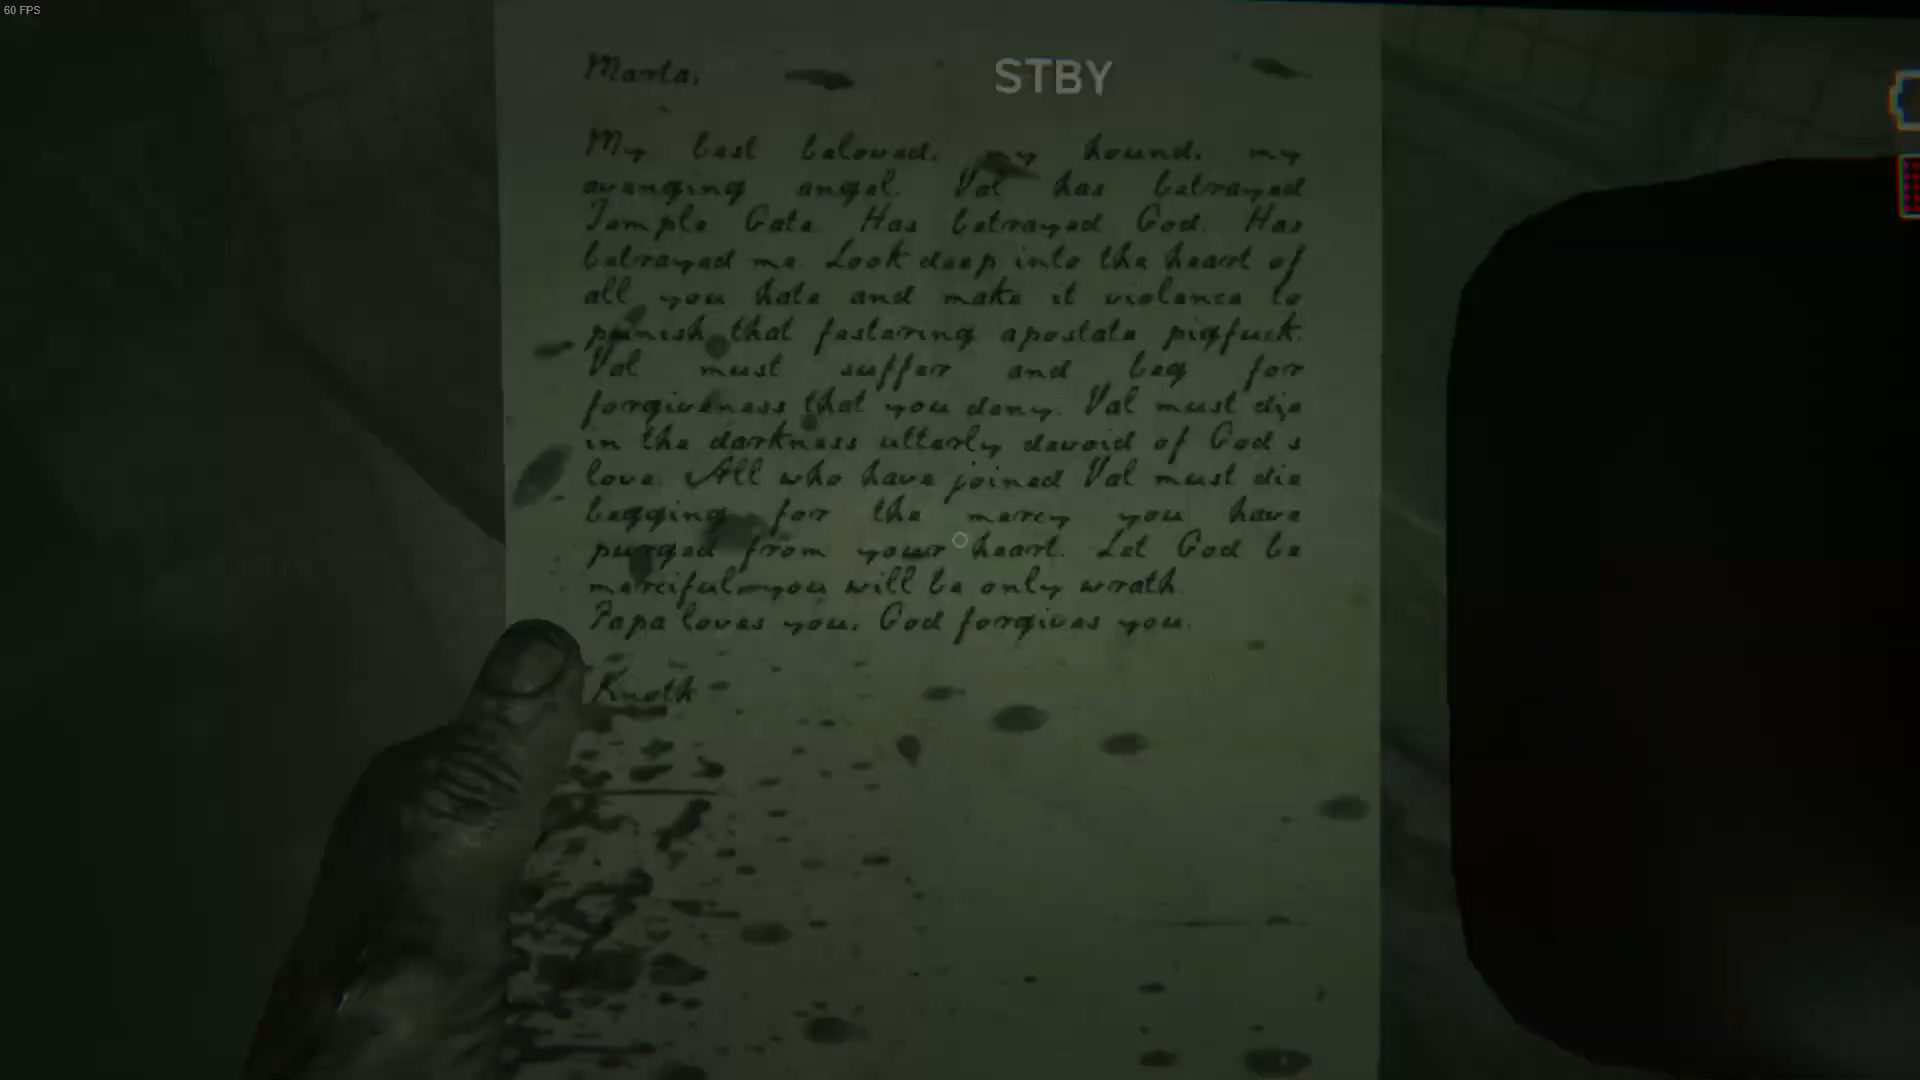 60 FPS
STBY
Marta,
My best beloved, my hound, my
avenging angel. Val has betrayed
Temple Gate. Has betrayed God. Has
betrayed me. Look deep into the heart of
all you hate and make it violence to
punish that festering apostate pigfuck.
Val must suffer and beg for
forgiveness that you deny. Val must die
in the darkness utterly devoid of God's
love. All who have joined Val must die
begging for the mercy you have
purged from your heart. Let God be
merciful—you will be only wrath.
Papa loves you. God forgives you.
Knoth